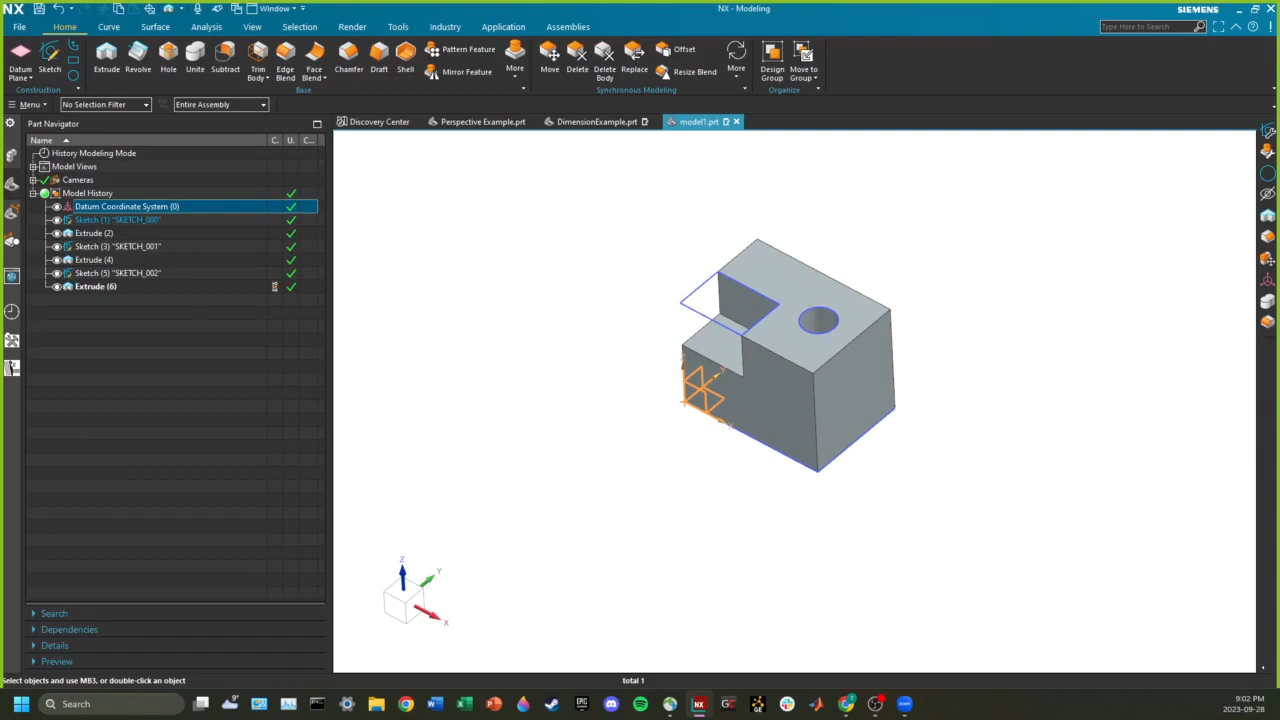 NX
Window
NX - Modeling
SIEMENS
File
Home
Curve
Surface
Analysis
View
Selection
Render
Tools
Industry
Application
Assemblies
Type Here to Search
Datum Plane
Sketch
Extrude
Revolve
Hole
Unite
Subtract
Trim Body
Edge Blend
Face Blend
Chamfer
Draft
Shell
Pattern Feature
Mirror Feature
More
Move
Delete
Delete Body
Replace
Offset
Resize Blend
More
Design Group
Move to Group
Construction
Base
Synchronous Modeling
Organize
Menu
No Selection Filter
Entire Assembly
Part Navigator
Discovery Center
Perspective Example.prt
DimensionExample.prt
model1.prt
Name
C.
U.
C...
History Modeling Mode
Model Views
Cameras
Model History
Datum Coordinate System (0)
Sketch (1) "SKETCH_000"
Extrude (2)
Sketch (3) "SKETCH_001"
Extrude (4)
Sketch (5) "SKETCH_002"
Extrude (6)
Z
Y
X
Z
Y
X
Search
Dependencies
Details
Preview
Select objects and use MB3, or double-click an object
total 1
Search
NX
9:02 PM
2023-09-28